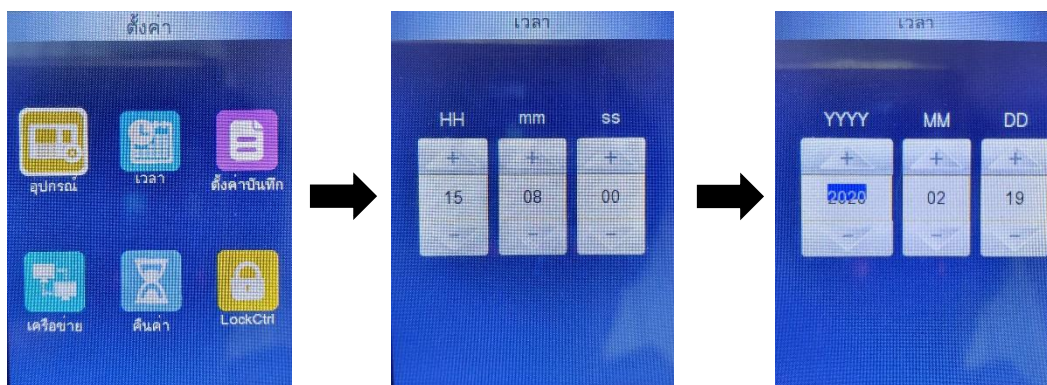 ตั้งค่า
อุปกรณ์
เวลา
ตั้งค่าบันทึก
เครือข่าย
คืนค่า
LockCtrl
เวลา
HH mm ss
+ + +
15 08 00
- - -
เวลา
YYYY MM DD
+ + +
2020 02 19
- - -